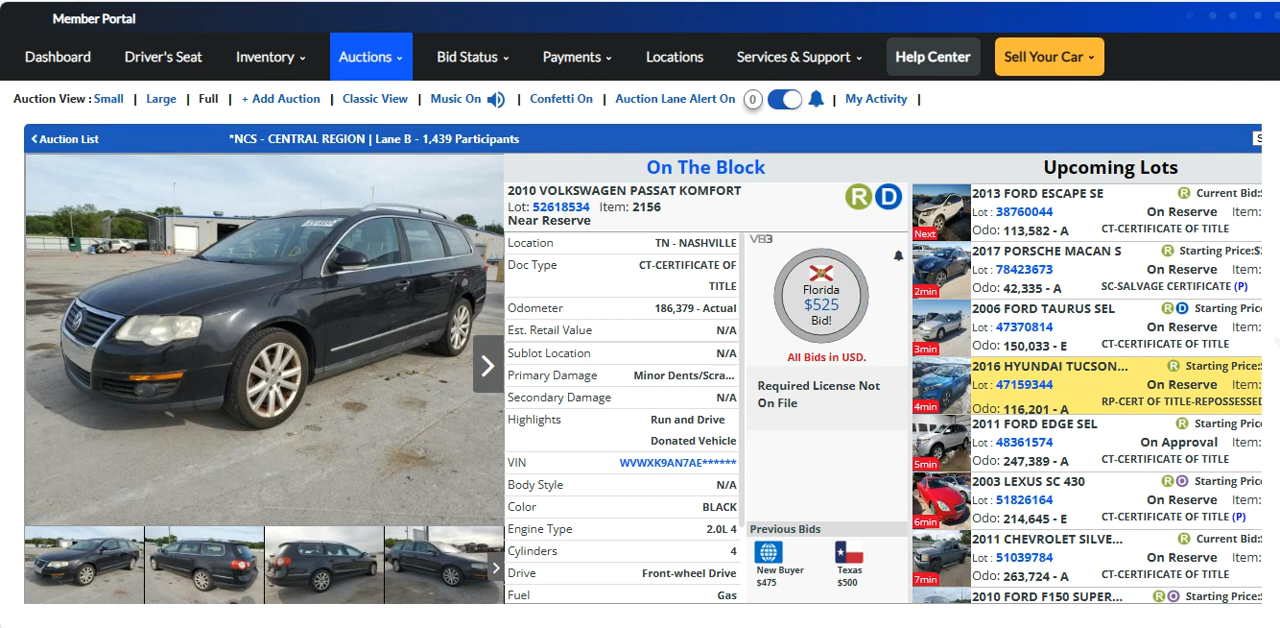 Member Portal
Dashboard Driver's Seat Inventory Auctions Bid Status Payments Locations Services & Support Help Center Sell Your Car
Auction View : Small | Large | Full | + Add Auction | Classic View | Music On | Confetti On | Auction Lane Alert On 0 | My Activity |
Auction List *NCS - CENTRAL REGION | Lane B - 1,439 Participants
On The Block
2010 VOLKSWAGEN PASSAT KOMFORT
Lot: 52618534 Item: 2156
Near Reserve
R D
Location TN - NASHVILLE
Doc Type CT-CERTIFICATE OF
TITLE
Odometer 186,379 - Actual
Est. Retail Value N/A
Sublot Location N/A
Primary Damage Minor Dents/Scra...
Secondary Damage N/A
Highlights Run and Drive
Donated Vehicle
VIN WVWXK9AN7AE******
Body Style N/A
Color BLACK
Engine Type 2.0L 4
Cylinders 4
Drive Front-wheel Drive
Fuel Gas
VB3
Florida
$525
Bid!
All Bids in USD.
Required License Not
On File
Previous Bids
New Buyer Texas
$475 $500
Upcoming Lots
2013 FORD ESCAPE SE R Current Bid:
Lot : 38760044 On Reserve Item:
Next Odo: 113,582 - A CT-CERTIFICATE OF TITLE
2017 PORSCHE MACAN S R Starting Price:$
Lot : 78423673 On Reserve Item:
2min Odo: 42,335 - A SC-SALVAGE CERTIFICATE (P)
2006 FORD TAURUS SEL R D Starting Price
Lot : 47370814 On Reserve Item:
3min Odo: 150,033 - E CT-CERTIFICATE OF TITLE
2016 HYUNDAI TUCSON... R Starting Price:
Lot : 47159344 On Reserve Item:
4min Odo: 116,201 - A RP-CERT OF TITLE-REPOSSESSED
2011 FORD EDGE SEL R Starting Price
Lot : 48361574 On Approval Item:
5min Odo: 247,389 - A CT-CERTIFICATE OF TITLE
2003 LEXUS SC 430 R O Starting Price
Lot : 51826164 On Reserve Item:
6min Odo: 214,645 - E CT-CERTIFICATE OF TITLE (P)
2011 CHEVROLET SILVE... R Current Bid:
Lot : 51039784 On Reserve Item:
7min Odo: 263,724 - A CT-CERTIFICATE OF TITLE
2010 FORD F150 SUPER... R O Starting Price: